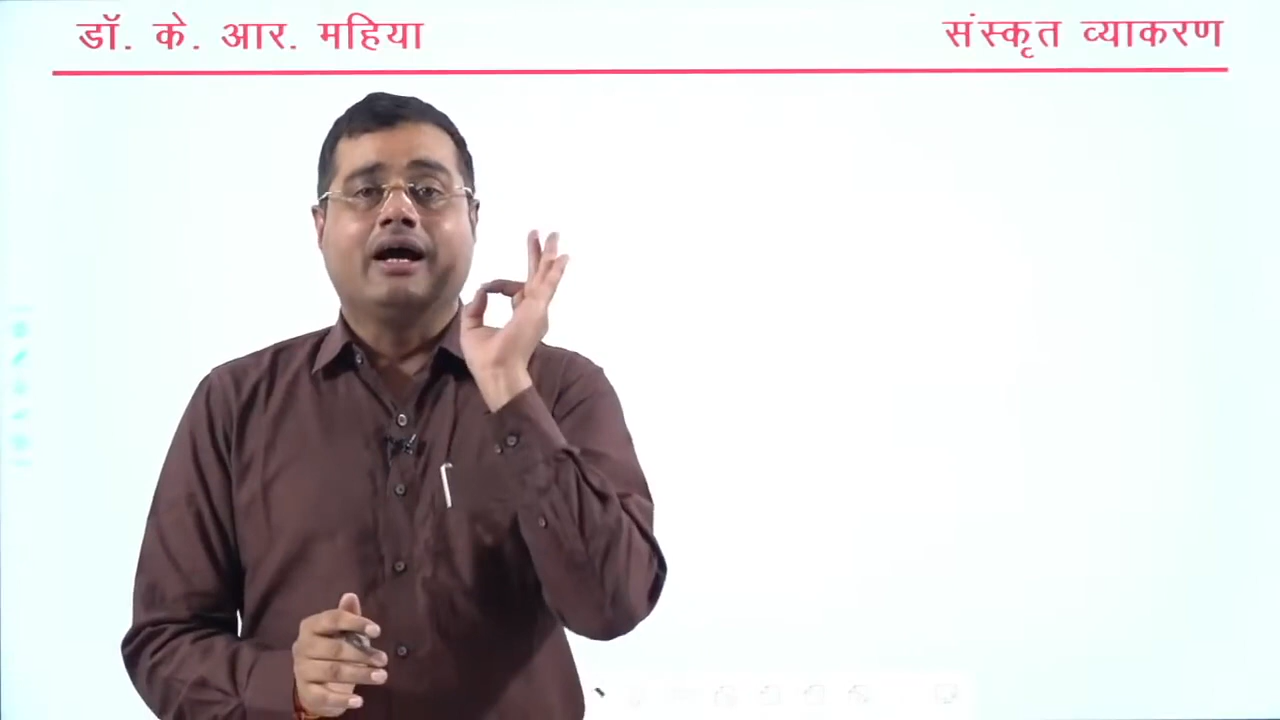 डॉ. के. आर. महिया
संस्कृत व्याकरण